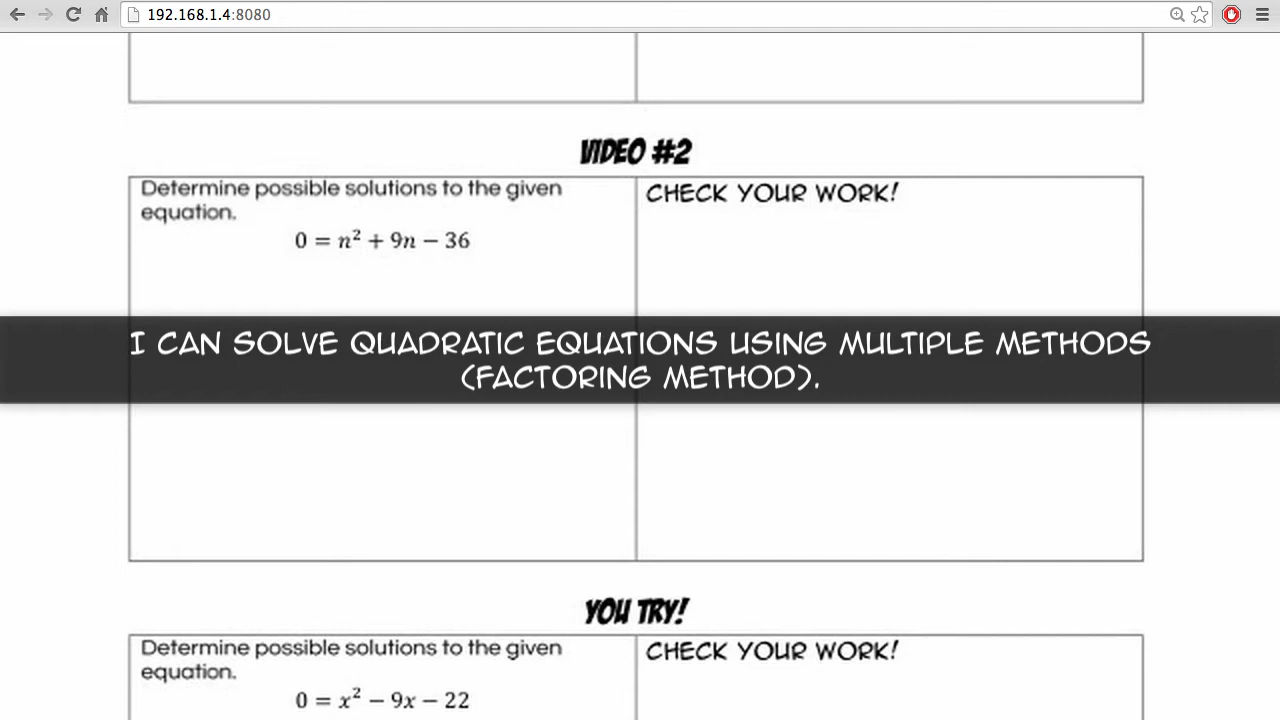 192.168.1.4:8080
VIDEO #2
Determine possible solutions to the given
equation.
0 = n² + 9n − 36
CHECK YOUR WORK!
I CAN SOLVE QUADRATIC EQUATIONS USING MULTIPLE METHODS
(FACTORING METHOD).
YOU TRY!
Determine possible solutions to the given
equation.
0 = x² − 9x − 22
CHECK YOUR WORK!